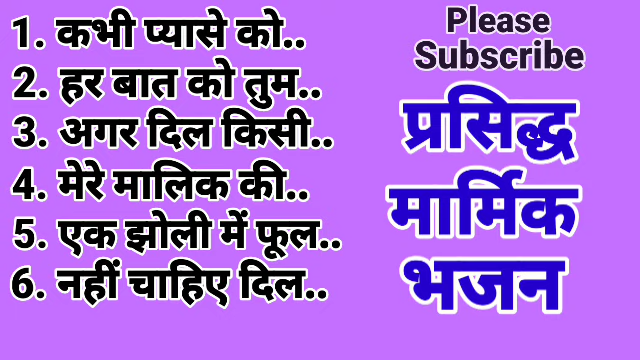 1. कभी प्यासे को..
2. हर बात को तुम..
3. अगर दिल किसी..
4. मेरे मालिक की..
5. एक झोली में फूल..
6. नहीं चाहिए दिल..
Please
Subscribe
प्रसिद्ध
मार्मिक
भजन